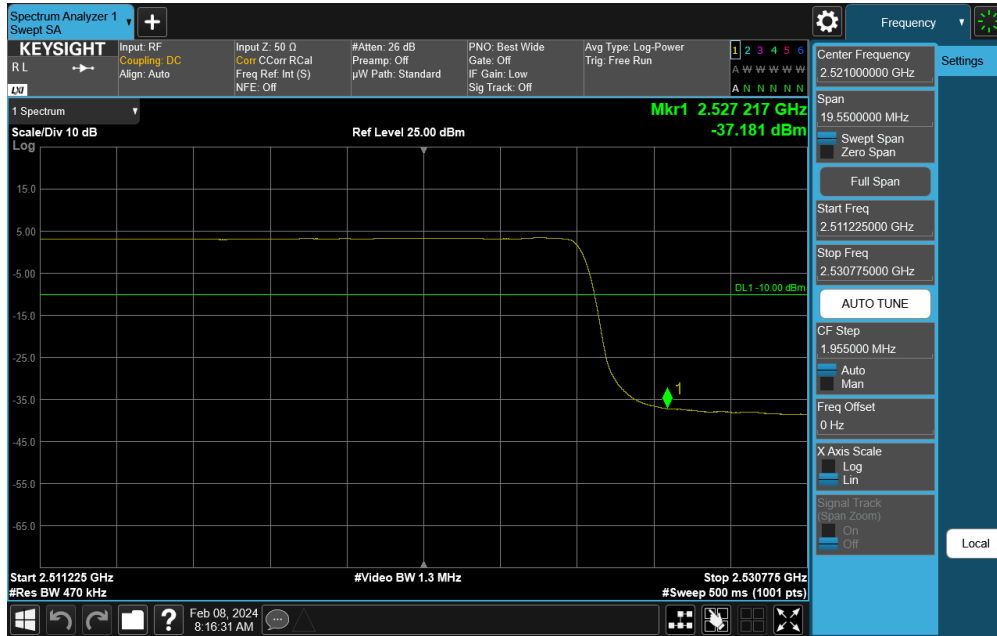 Spectrum Analyzer 1
Swept SA
+
Frequency
KEYSIGHT
R L
LXI
Input: RF
Coupling: DC
Align: Auto
Input Z: 50 Ω
Corr CCorr RCal
Freq Ref: Int (S)
NFE: Off
#Atten: 26 dB
Preamp: Off
µW Path: Standard
PNO: Best Wide
Gate: Off
IF Gain: Low
Sig Track: Off
Avg Type: Log-Power
Trig: Free Run
1 2 3 4 5 6
A W W W W W
A N N N N N
1 Spectrum
Mkr1 2.527 217 GHz
Scale/Div 10 dB
Ref Level 25.00 dBm
-37.181 dBm
Log
15.0
5.00
-5.00
DL1 -10.00 dBm
-15.0
-25.0
-35.0
1
-45.0
-55.0
-65.0
Start 2.511225 GHz
#Video BW 1.3 MHz
Stop 2.530775 GHz
#Res BW 470 kHz
#Sweep 500 ms (1001 pts)
Center Frequency
2.521000000 GHz
Settings
Span
19.5500000 MHz
Swept Span
Zero Span
Full Span
Start Freq
2.511225000 GHz
Stop Freq
2.530775000 GHz
AUTO TUNE
CF Step
1.955000 MHz
Auto
Man
Freq Offset
0 Hz
X Axis Scale
Log
Lin
Signal Track
(Span Zoom)
On
Off
Local
?
Feb 08, 2024
8:16:31 AM